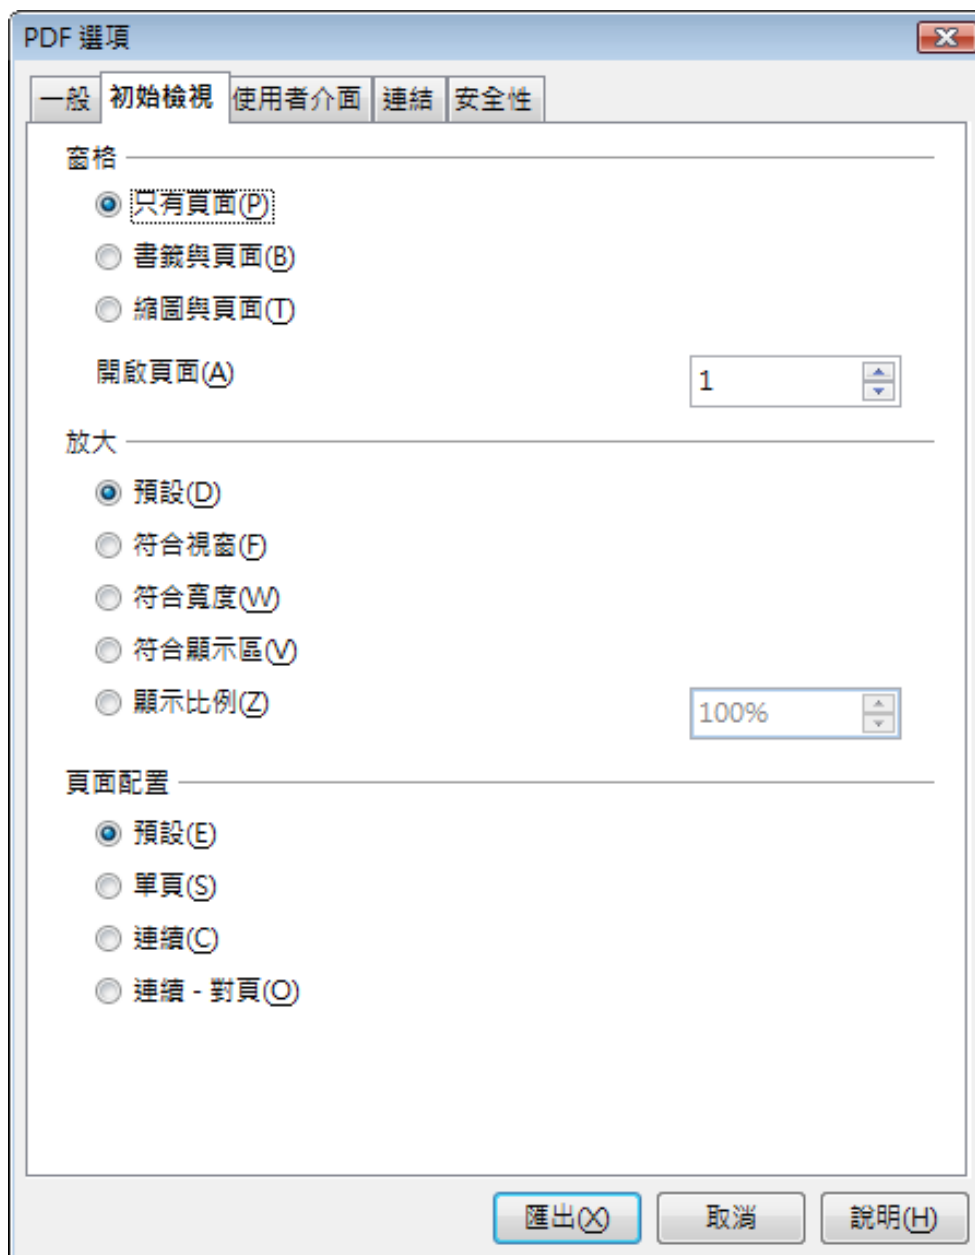 PDF 選項
一般 初始檢視 使用者介面 連結 安全性
窗格
只有頁面(P)
書籤與頁面(B)
縮圖與頁面(T)
開啟頁面(A) 1
放大
預設(D)
符合視窗(F)
符合寬度(W)
符合顯示區(V)
顯示比例(Z) 100%
頁面配置
預設(E)
單頁(S)
連續(C)
連續 - 對頁(O)
匯出(X) 取消 說明(H)